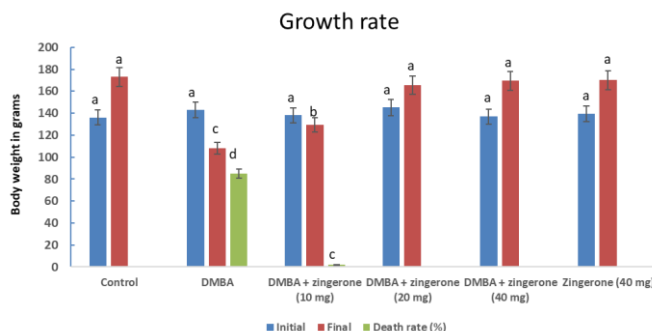 Growth rate
Body weight in grams
200
180
160
140
120
100
80
60
40
20
0
a
a
a
c
d
a
b
c
a
a
a
a
a
a
Control
DMBA
DMBA + zingerone
(10 mg)
DMBA + zingerone
(20 mg)
DMBA + zingerone
(40 mg)
Zingerone (40 mg)
Initial
Final
Death rate (%)